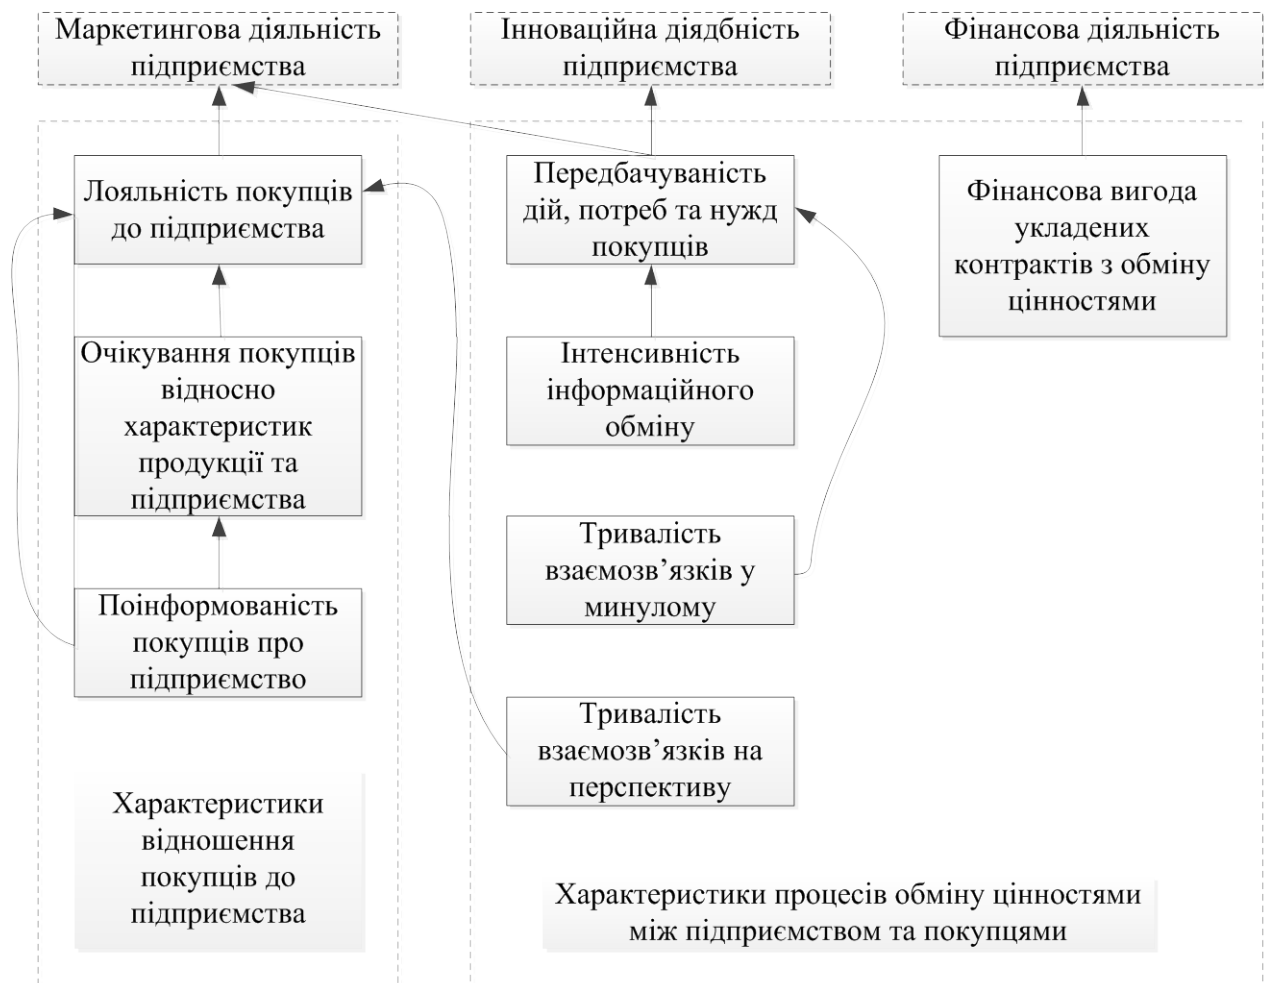 Маркетингова діяльність
підприємства
Інноваційна діядбність
підприємства
Фінансова діяльність
підприємства
Лояльність покупців
до підприємства
Передбачуваність
дій, потреб та нужд
покупців
Фінансова вигода
укладених
контрактів з обміну
цінностями
Очікування покупців
відносно
характеристик
продукції та
підприємства
Інтенсивність
інформаційного
обміну
Тривалість
взаємозв’язків у
минулому
Поінформованість
покупців про
підприємство
Тривалість
взаємозв’язків на
перспективу
Характеристики
відношення
покупців до
підприємства
Характеристики процесів обміну цінностями
між підприємством та покупцями